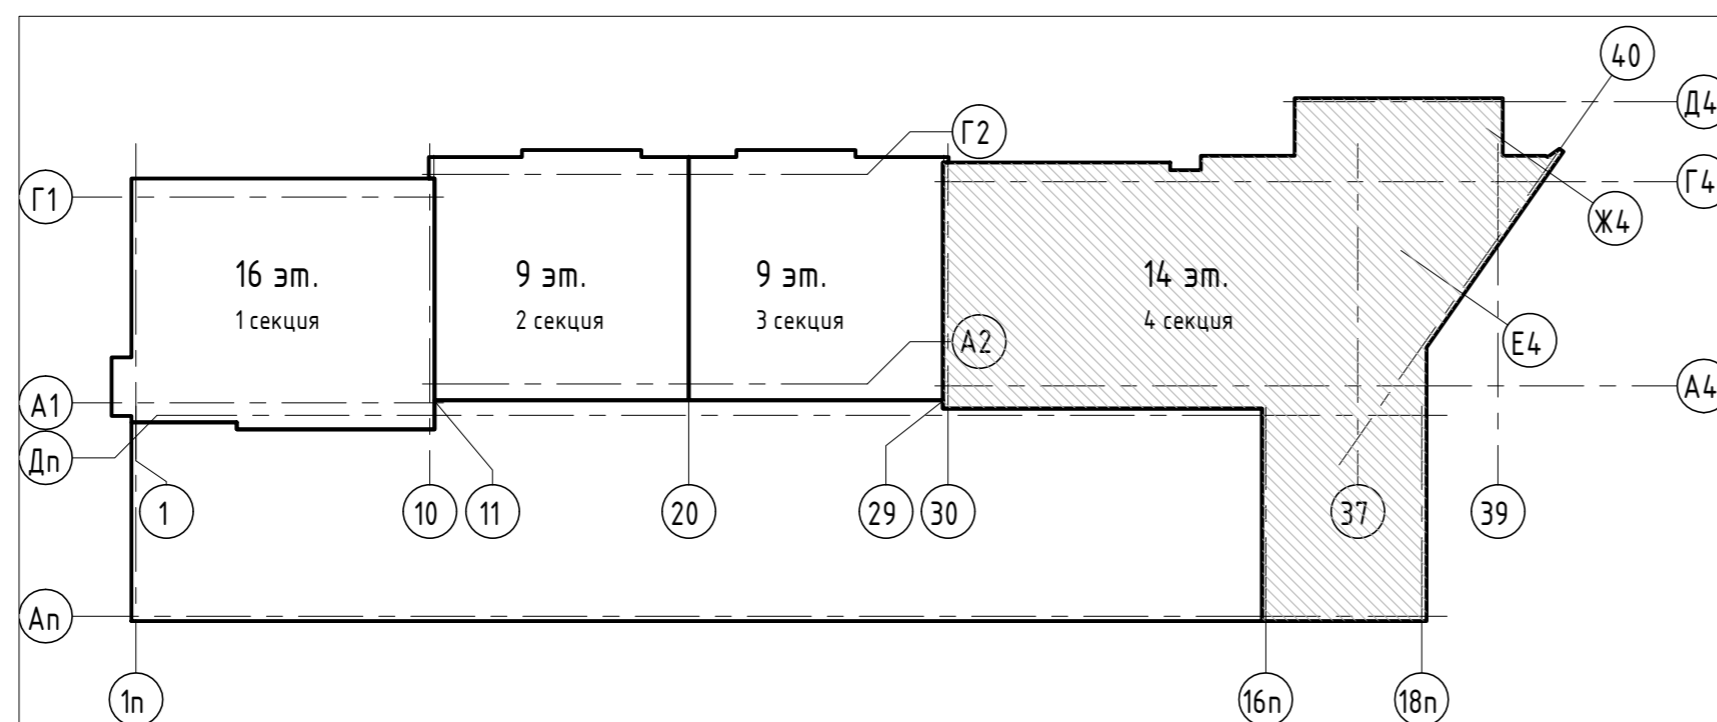 40
Д4
Г2
Г1
Г4
Ж4
16 эт.
9 эт.
9 эт.
14 эт.
1 секция
2 секция
3 секция
4 секция
А2
Е4
А1
А4
Дп
1
10
11
20
29
30
37
39
Ап
1п
16п
18п